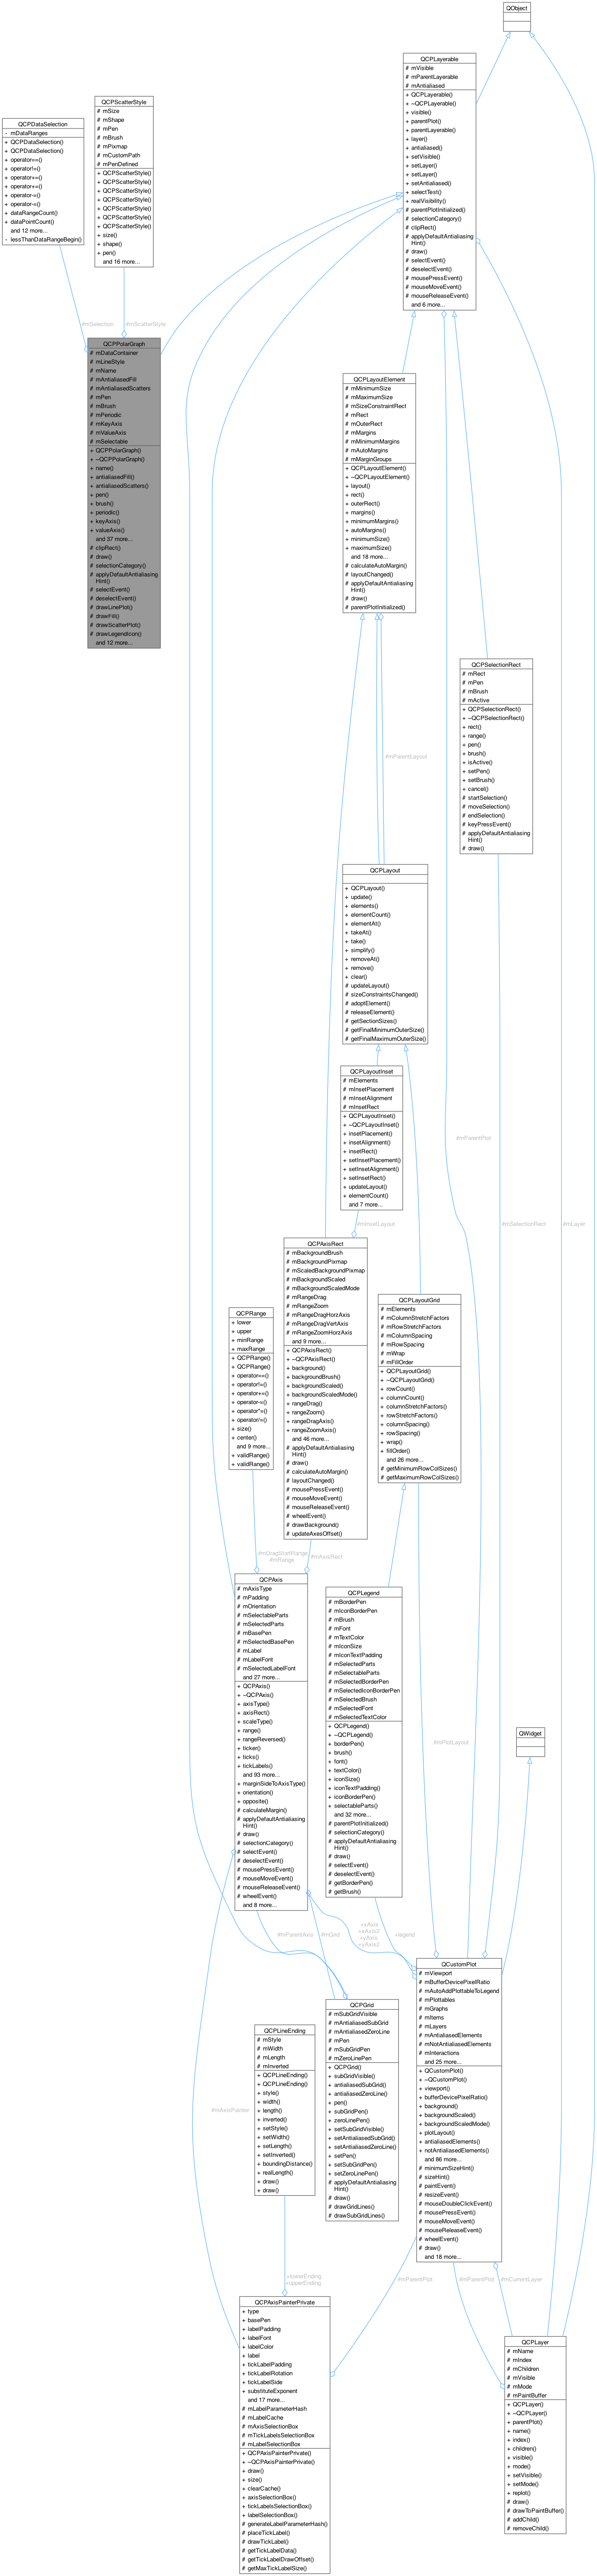 QObject
QCPLayerable
# mVisible
# mParentLayerable
# mAntialiased
+ QCPLayerable()
+ ~QCPLayerable()
+ visible()
+ parentPlot()
+ parentLayerable()
+ layer()
+ antialiased()
+ setVisible()
+ setLayer()
+ setLayer()
+ setAntialiased()
+ selectTest()
+ realVisibility()
# parentPlotInitialized()
# selectionCategory()
# clipRect()
# applyDefaultAntialiasing
Hint()
# draw()
# selectEvent()
# deselectEvent()
# mousePressEvent()
# mouseMoveEvent()
# mouseReleaseEvent()
and 6 more...
QCPDataSelection
- mDataRanges
+ QCPDataSelection()
+ QCPDataSelection()
+ operator==()
+ operator!=()
+ operator+=()
+ operator+=()
+ operator-=()
+ operator-=()
+ dataRangeCount()
+ dataPointCount()
and 12 more...
- lessThanDataRangeBegin()
QCPScatterStyle
# mSize
# mShape
# mPen
# mBrush
# mPixmap
# mCustomPath
# mPenDefined
+ QCPScatterStyle()
+ QCPScatterStyle()
+ QCPScatterStyle()
+ QCPScatterStyle()
+ QCPScatterStyle()
+ QCPScatterStyle()
+ QCPScatterStyle()
+ size()
+ shape()
+ pen()
and 16 more...
#mSelection
#mScatterStyle
QCPPolarGraph
# mDataContainer
# mLineStyle
# mName
# mAntialiasedFill
# mAntialiasedScatters
# mPen
# mBrush
# mPeriodic
# mKeyAxis
# mValueAxis
# mSelectable
+ QCPPolarGraph()
+ ~QCPPolarGraph()
+ name()
+ antialiasedFill()
+ antialiasedScatters()
+ pen()
+ brush()
+ periodic()
+ keyAxis()
+ valueAxis()
and 37 more...
# clipRect()
# draw()
# selectionCategory()
# applyDefaultAntialiasing
Hint()
# selectEvent()
# deselectEvent()
# drawLinePlot()
# drawFill()
# drawScatterPlot()
# drawLegendIcon()
and 12 more...
QCPLayoutElement
# mMinimumSize
# mMaximumSize
# mSizeConstraintRect
# mRect
# mOuterRect
# mMargins
# mMinimumMargins
# mAutoMargins
# mMarginGroups
+ QCPLayoutElement()
+ ~QCPLayoutElement()
+ layout()
+ rect()
+ outerRect()
+ margins()
+ minimumMargins()
+ autoMargins()
+ minimumSize()
+ maximumSize()
and 18 more...
# calculateAutoMargin()
# layoutChanged()
# applyDefaultAntialiasing
Hint()
# draw()
# parentPlotInitialized()
QCPSelectionRect
# mRect
# mPen
# mBrush
# mActive
+ QCPSelectionRect()
+ ~QCPSelectionRect()
+ rect()
+ range()
+ pen()
+ brush()
+ isActive()
+ setPen()
+ setBrush()
+ cancel()
# startSelection()
# moveSelection()
# endSelection()
# keyPressEvent()
# applyDefaultAntialiasing
Hint()
# draw()
#mParentLayout
QCPLayout
+ QCPLayout()
+ update()
+ elements()
+ elementCount()
+ elementAt()
+ takeAt()
+ take()
+ simplify()
+ removeAt()
+ remove()
+ clear()
# updateLayout()
# sizeConstraintsChanged()
# adoptElement()
# releaseElement()
# getSectionSizes()
# getFinalMinimumOuterSize()
# getFinalMaximumOuterSize()
QCPLayoutInset
# mElements
# mInsetPlacement
# mInsetAlignment
# mInsetRect
+ QCPLayoutInset()
+ ~QCPLayoutInset()
+ insetPlacement()
+ insetAlignment()
+ insetRect()
+ setInsetPlacement()
+ setInsetAlignment()
+ setInsetRect()
+ updateLayout()
+ elementCount()
and 7 more...
#mParentPlot
#mInsetLayout
#mSelectionRect
#mLayer
QCPAxisRect
# mBackgroundBrush
# mBackgroundPixmap
# mScaledBackgroundPixmap
# mBackgroundScaled
# mBackgroundScaledMode
# mRangeDrag
# mRangeZoom
# mRangeDragHorzAxis
# mRangeDragVertAxis
# mRangeZoomHorzAxis
and 9 more...
+ QCPAxisRect()
+ ~QCPAxisRect()
+ background()
+ backgroundBrush()
+ backgroundScaled()
+ backgroundScaledMode()
+ rangeDrag()
+ rangeZoom()
+ rangeDragAxis()
+ rangeZoomAxis()
and 46 more...
# applyDefaultAntialiasing
Hint()
# draw()
# calculateAutoMargin()
# layoutChanged()
# mousePressEvent()
# mouseMoveEvent()
# mouseReleaseEvent()
# wheelEvent()
# drawBackground()
# updateAxesOffset()
QCPLayoutGrid
# mElements
# mColumnStretchFactors
# mRowStretchFactors
# mColumnSpacing
# mRowSpacing
# mWrap
# mFillOrder
+ QCPLayoutGrid()
+ ~QCPLayoutGrid()
+ rowCount()
+ columnCount()
+ columnStretchFactors()
+ rowStretchFactors()
+ columnSpacing()
+ rowSpacing()
+ wrap()
+ fillOrder()
and 26 more...
# getMinimumRowColSizes()
# getMaximumRowColSizes()
QCPRange
+ lower
+ upper
+ minRange
+ maxRange
+ QCPRange()
+ QCPRange()
+ operator==()
+ operator!=()
+ operator+=()
+ operator-=()
+ operator*=()
+ operator/=()
+ size()
+ center()
and 9 more...
+ validRange()
+ validRange()
#mDragStartRange
#mRange
#mAxisRect
QCPAxis
# mAxisType
# mPadding
# mOrientation
# mSelectableParts
# mSelectedParts
# mBasePen
# mSelectedBasePen
# mLabel
# mLabelFont
# mSelectedLabelFont
and 27 more...
+ QCPAxis()
+ ~QCPAxis()
+ axisType()
+ axisRect()
+ scaleType()
+ range()
+ rangeReversed()
+ ticker()
+ ticks()
+ tickLabels()
and 93 more...
+ marginSideToAxisType()
+ orientation()
+ opposite()
# calculateMargin()
# applyDefaultAntialiasing
Hint()
# draw()
# selectionCategory()
# selectEvent()
# deselectEvent()
# mousePressEvent()
# mouseMoveEvent()
# mouseReleaseEvent()
# wheelEvent()
and 8 more...
QCPLegend
# mBorderPen
# mIconBorderPen
# mBrush
# mFont
# mTextColor
# mIconSize
# mIconTextPadding
# mSelectedParts
# mSelectableParts
# mSelectedBorderPen
# mSelectedIconBorderPen
# mSelectedBrush
# mSelectedFont
# mSelectedTextColor
+ QCPLegend()
+ ~QCPLegend()
+ borderPen()
+ brush()
+ font()
+ textColor()
+ iconSize()
+ iconTextPadding()
+ iconBorderPen()
+ selectableParts()
and 32 more...
# parentPlotInitialized()
# selectionCategory()
# applyDefaultAntialiasing
Hint()
# draw()
# selectEvent()
# deselectEvent()
# getBorderPen()
# getBrush()
#mPlotLayout
QWidget
#mParentAxis
#mGrid
+xAxis
+xAxis2
+yAxis
+yAxis2
+legend
QCustomPlot
# mViewport
# mBufferDevicePixelRatio
# mAutoAddPlottableToLegend
# mPlottables
# mGraphs
# mItems
# mLayers
# mAntialiasedElements
# mNotAntialiasedElements
# mInteractions
and 25 more...
+ QCustomPlot()
+ ~QCustomPlot()
+ viewport()
+ bufferDevicePixelRatio()
+ background()
+ backgroundScaled()
+ backgroundScaledMode()
+ plotLayout()
+ antialiasedElements()
+ notAntialiasedElements()
and 86 more...
# minimumSizeHint()
# sizeHint()
# paintEvent()
# resizeEvent()
# mouseDoubleClickEvent()
# mousePressEvent()
# mouseMoveEvent()
# mouseReleaseEvent()
# wheelEvent()
# draw()
and 18 more...
QCPGrid
# mSubGridVisible
# mAntialiasedSubGrid
# mAntialiasedZeroLine
# mPen
# mSubGridPen
# mZeroLinePen
+ QCPGrid()
+ subGridVisible()
+ antialiasedSubGrid()
+ antialiasedZeroLine()
+ pen()
+ subGridPen()
+ zeroLinePen()
+ setSubGridVisible()
+ setAntialiasedSubGrid()
+ setAntialiasedZeroLine()
+ setPen()
+ setSubGridPen()
+ setZeroLinePen()
# applyDefaultAntialiasing
Hint()
# draw()
# drawGridLines()
# drawSubGridLines()
QCPLineEnding
# mStyle
# mWidth
# mLength
# mInverted
+ QCPLineEnding()
+ QCPLineEnding()
+ style()
+ width()
+ length()
+ inverted()
+ setStyle()
+ setWidth()
+ setLength()
+ setInverted()
+ boundingDistance()
+ realLength()
+ draw()
+ draw()
#mAxisPainter
+lowerEnding
+upperEnding
#mParentPlot
#mParentPlot
#mCurrentLayer
QCPAxisPainterPrivate
+ type
+ basePen
+ labelPadding
+ labelFont
+ labelColor
+ label
+ tickLabelPadding
+ tickLabelRotation
+ tickLabelSide
+ substituteExponent
and 17 more...
# mLabelParameterHash
# mLabelCache
# mAxisSelectionBox
# mTickLabelsSelectionBox
# mLabelSelectionBox
+ QCPAxisPainterPrivate()
+ ~QCPAxisPainterPrivate()
+ draw()
+ size()
+ clearCache()
+ axisSelectionBox()
+ tickLabelsSelectionBox()
+ labelSelectionBox()
# generateLabelParameterHash()
# placeTickLabel()
# drawTickLabel()
# getTickLabelData()
# getTickLabelDrawOffset()
# getMaxTickLabelSize()
QCPLayer
# mName
# mIndex
# mChildren
# mVisible
# mMode
# mPaintBuffer
+ QCPLayer()
+ ~QCPLayer()
+ parentPlot()
+ name()
+ index()
+ children()
+ visible()
+ mode()
+ setVisible()
+ setMode()
+ replot()
# draw()
# drawToPaintBuffer()
# addChild()
# removeChild()